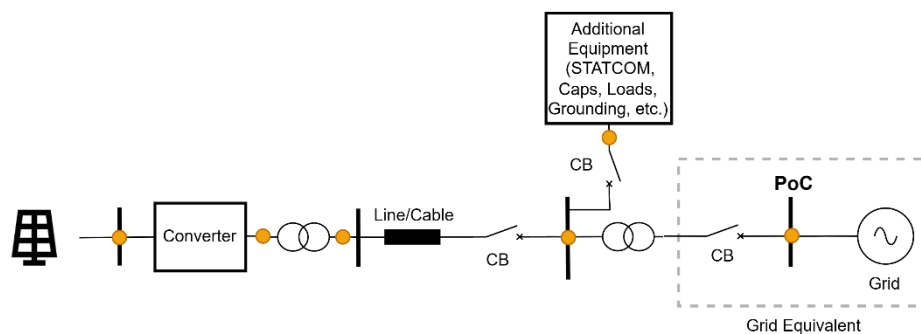 Additional
Equipment
(STATCOM,
Caps, Loads,
Grounding, etc.)
CB
PoC
Line/Cable
Converter
CB
CB
Grid
Grid Equivalent